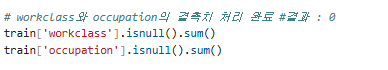 # workclass와 occupation의 결측치 처리 완료 #결과 : 0
train['workclass'].isnull().sum()
train['occupation'].isnull().sum()